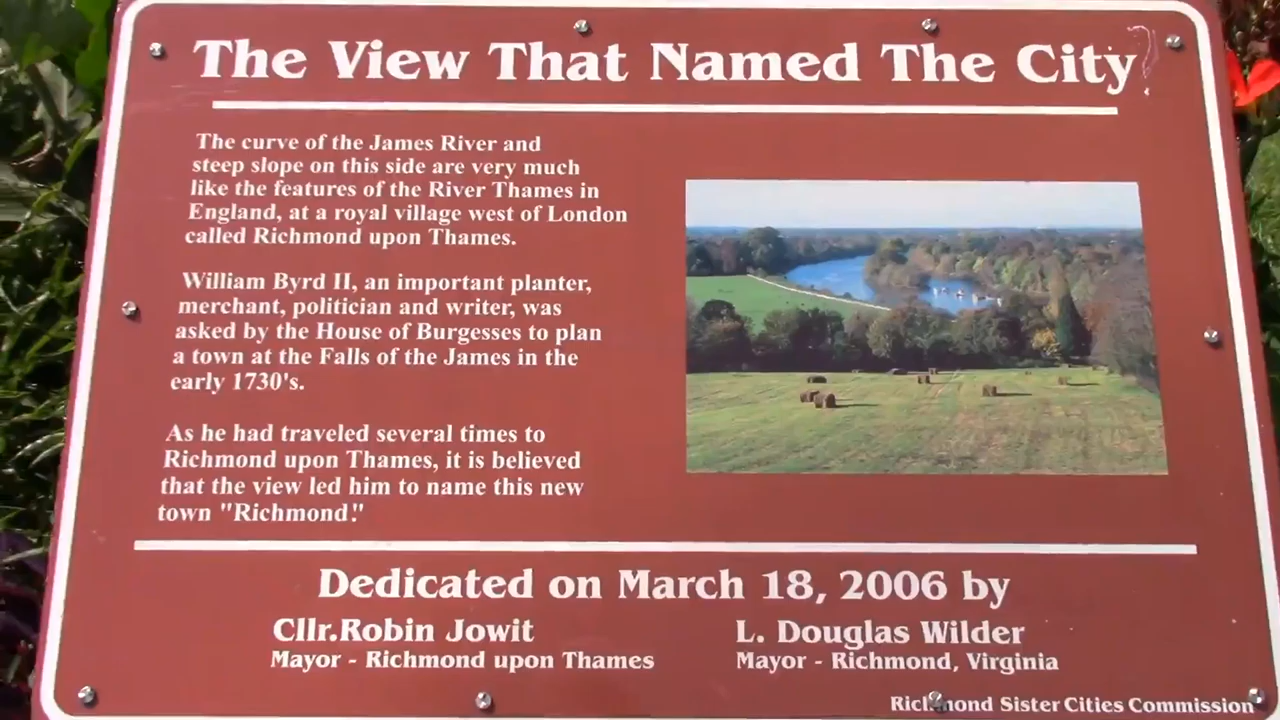 The View That Named The City
The curve of the James River and
steep slope on this side are very much
like the features of the River Thames in
England, at a royal village west of London
called Richmond upon Thames.
William Byrd II, an important planter,
merchant, politician and writer, was
asked by the House of Burgesses to plan
a town at the Falls of the James in the
early 1730's.
As he had traveled several times to
Richmond upon Thames, it is believed
that the view led him to name this new
town "Richmond."
Dedicated on March 18, 2006 by
Cllr.Robin Jowit
Mayor - Richmond upon Thames
L. Douglas Wilder
Mayor - Richmond, Virginia
Richmond Sister Cities Commission